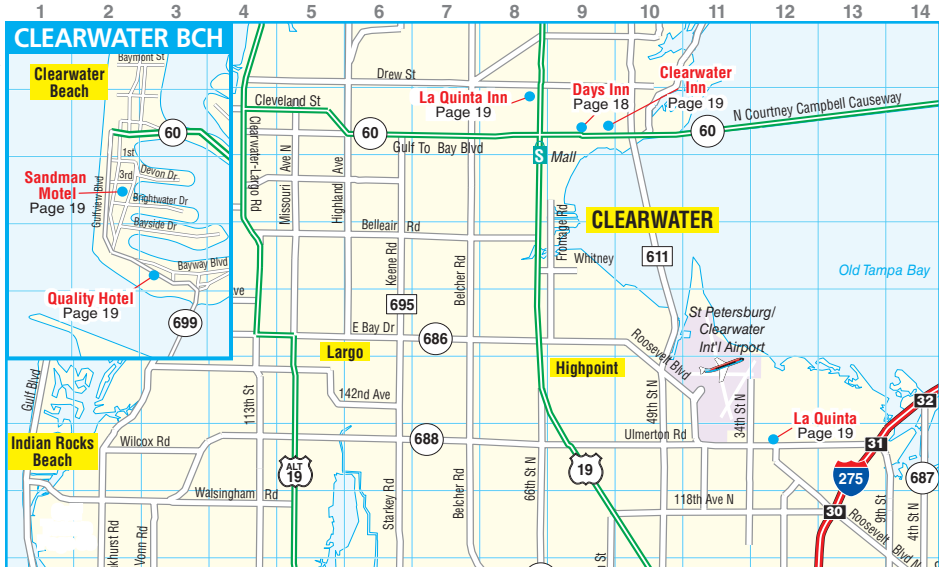 1 2 3 4 5 6 7 8 9 10 11 12 13 14
CLEARWATER BCH
Baymont St
Clearwater
Beach
60
1st
Devon Dr
3rd
Sandman
Motel
Page 19
Gulfview Blvd
Brightwater Dr
Bayside Dr
Bayway Blvd
Quality Hotel
Page 19
699
Drew St
Cleveland St
La Quinta Inn
Page 19
Days Inn
Page 18
Clearwater
Inn
Page 19
N Courtney Campbell Causeway
60
60
Gulf To Bay Blvd
S Mall
Clearwater-Largo Rd
Missouri Ave N
Highland Ave
Belleair Rd
Keene Rd
Belcher Rd
Frontage Rd
CLEARWATER
Whitney
611
Old Tampa Bay
ve
695
E Bay Dr
686
Largo
Highpoint
Roosevelt Blvd
St Petersburg/
Clearwater
Int'l Airport
Gulf Blvd
113th St
142nd Ave
49th St N
34th St N
32
La Quinta
Page 19
Indian Rocks
Beach
Wilcox Rd
688
Ulmerton Rd
31
ALT
19
19
275
687
Walsingham Rd
Starkey Rd
Belcher Rd
66th St N
118th Ave N
30
9th St
4th St N
Roosevelt Blvd N
khurst Rd
Vonn Rd
h St